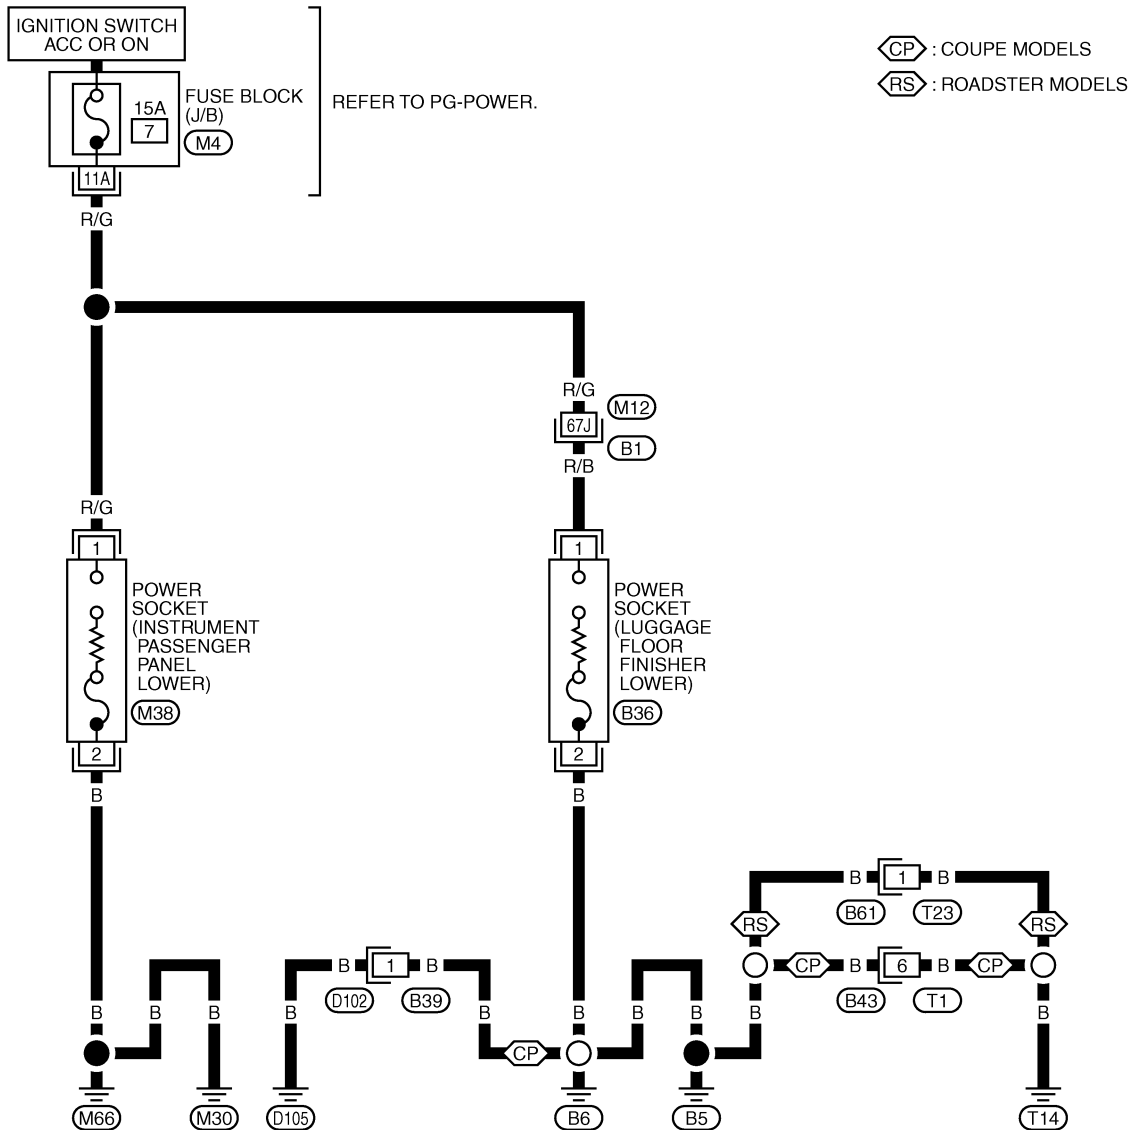 IGNITION SWITCH
ACC OR ON
CP : COUPE MODELS
RS : ROADSTER MODELS
15A
7
FUSE BLOCK
(J/B)
M4
REFER TO PG-POWER.
11A
R/G
R/G
M12
67J
B1
R/B
R/G
1
1
POWER
SOCKET
(INSTRUMENT
PASSENGER
PANEL
LOWER)
M38
POWER
SOCKET
(LUGGAGE
FLOOR
FINISHER
LOWER)
B36
2
2
B
B
B 1 B
B61 T23
RS RS
B 1 B
CP B 6 B CP
D102 B39
B43 T1
B B B B B B B B B
CP
M66 M30 D105 B6 B5 T14